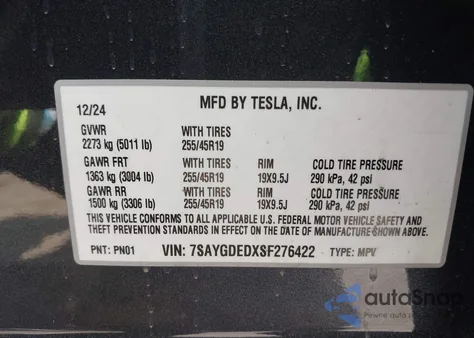 MFD BY TESLA, INC.
12/24
GVWR WITH TIRES
2273 kg (5011 lb) 255/45R19
GAWR FRT WITH TIRES RIM COLD TIRE PRESSURE
1363 kg (3004 lb) 255/45R19 19X9.5J 290 kPa, 42 psi
GAWR RR WITH TIRES RIM COLD TIRE PRESSURE
1500 kg (3306 lb) 255/45R19 19X9.5J 290 kPa, 42 psi
THIS VEHICLE CONFORMS TO ALL APPLICABLE U.S. FEDERAL MOTOR VEHICLE SAFETY AND
THEFT PREVENTION STANDARDS IN EFFECT ON THE DATE OF MANUFACTURE SHOWN ABOVE.
PNT: PN01 VIN: 7SAYGDEDXSF276422 TYPE: MPV
autoSnap